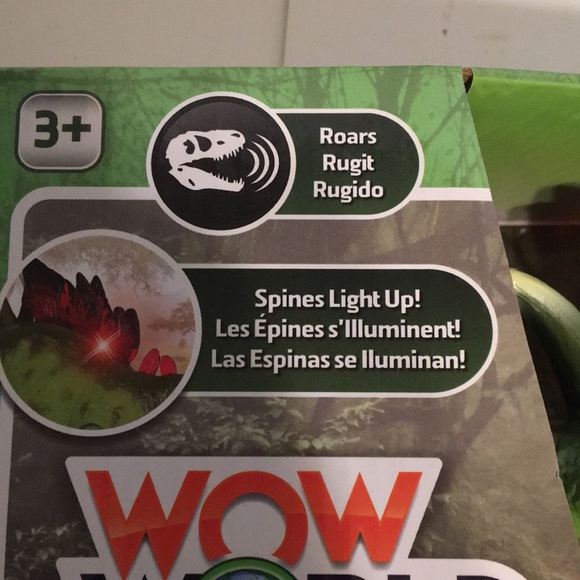 3+
Roars
Rugit
Rugido
Spines Light Up!
Les Épines s'Illuminent!
Las Espinas se Iluminan!
WOW